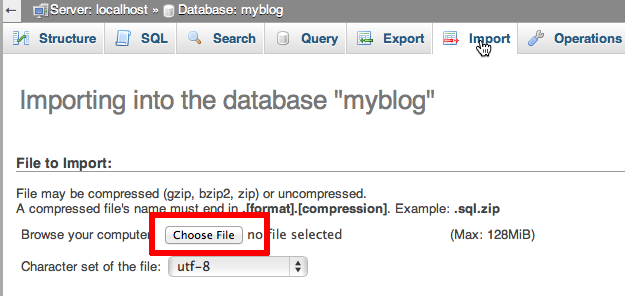 ← Server: localhost » Database: myblog
Structure SQL Search Query Export Import Operations
Importing into the database "myblog"
File to Import:
File may be compressed (gzip, bzip2, zip) or uncompressed.
A compressed file's name must end in .[format].[compression]. Example: .sql.zip
Browse your computer Choose File no file selected (Max: 128MiB)
Character set of the file: utf-8